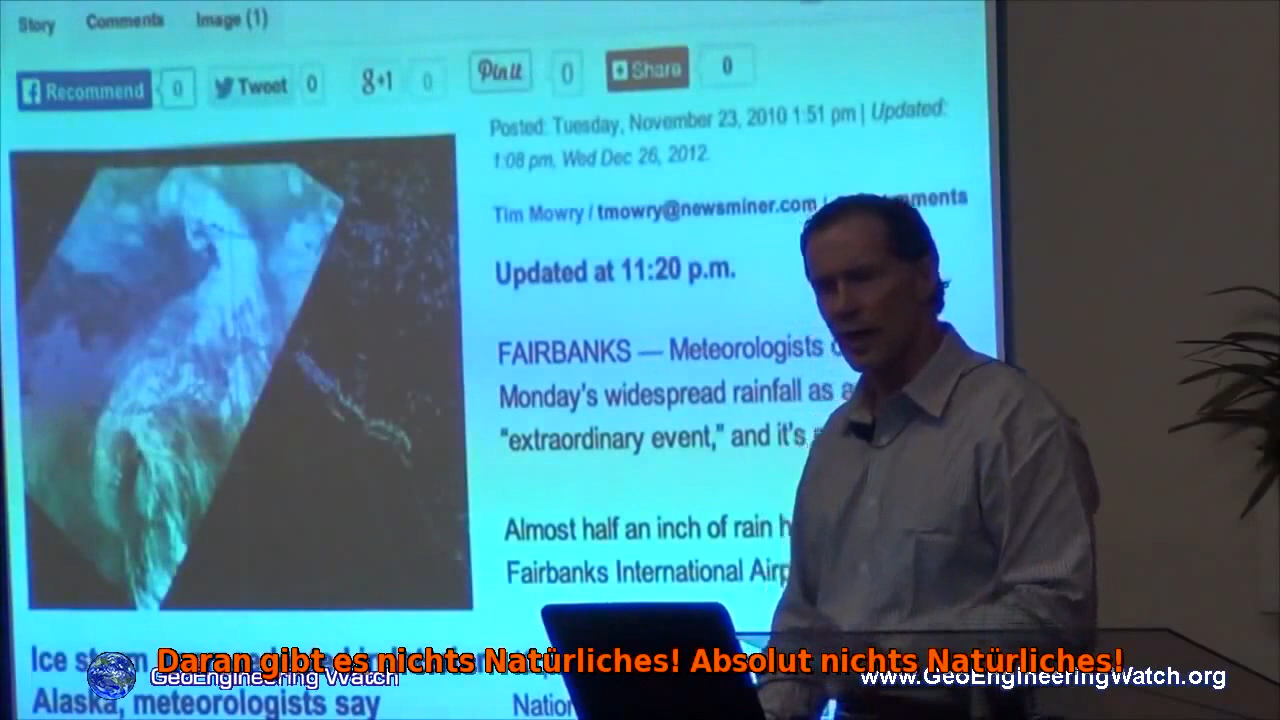 Story Comments Image (1)
Recommend 0 Tweet 0 g+1 0 Pin it 0 Share 0
Posted: Tuesday, November 23, 2010 1:51 pm | Updated:
1:08 pm, Wed Dec 26, 2012.
Tim Mowry / tmowry@newsminer.com
Updated at 11:20 p.m.
FAIRBANKS — Meteorologists
Monday's widespread rainfall as a
"extraordinary event," and it's
Almost half an inch of rain
Fairbanks International
Ice
Alaska, meteorologists say
Daran gibt es nichts Natürliches! Absolut nichts Natürliches!
GeoEngineering Watch
www.GeoEngineeringWatch.org